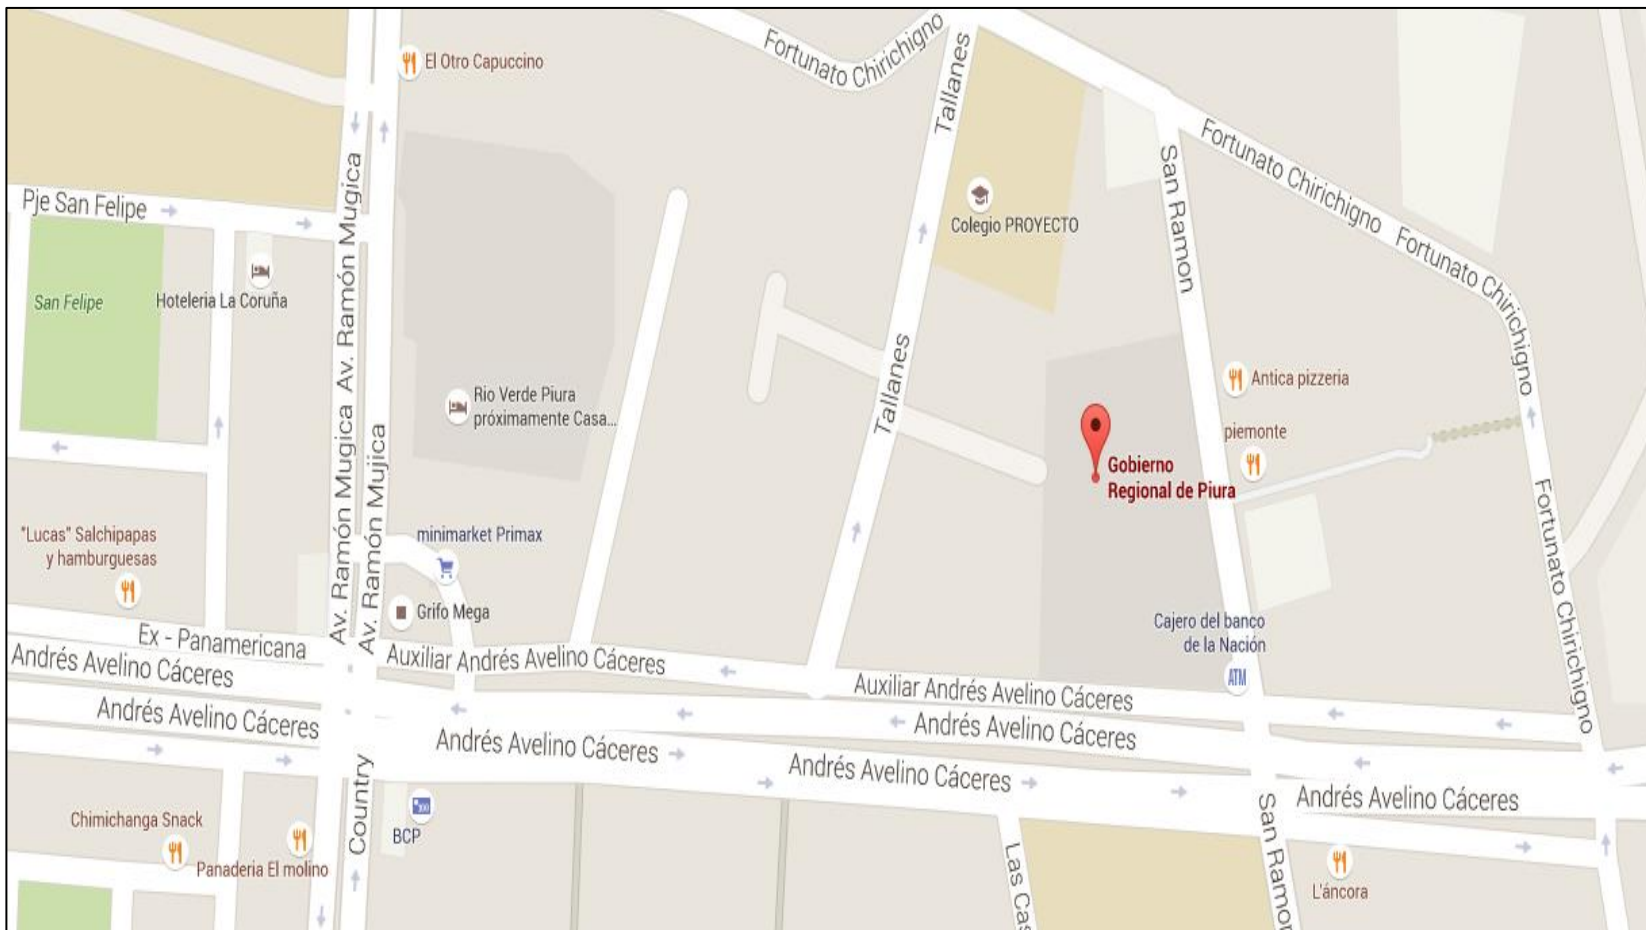 El Otro Capuccino
Fortunato Chirichigno
Tallanes
Fortunato Chirichigno
Fortunato Chirichigno
San Ramon
Pje San Felipe
Av. Ramón Mugica
Av. Ramón Mugica
Av. Ramón Mujica
Colegio PROYECTO
San Felipe
Hoteleria La Coruña
Tallanes
Rio Verde Piura
próximamente Casa...
Antica pizzeria
piemonte
Gobierno
Regional de Piura
"Lucas" Salchipapas
y hamburguesas
minimarket Primax
Grifo Mega
Fortunato Chirichigno
Cajero del banco
de la Nación
ATM
Ex - Panamericana
Andrés Avelino Cáceres
Auxiliar Andrés Avelino Cáceres
Auxiliar Andrés Avelino Cáceres
Andrés Avelino Cáceres
Andrés Avelino Cáceres
Andrés Avelino Cáceres
Andrés Avelino Cáceres
Andrés Avelino Cáceres
Country
BCP
Chimichanga Snack
Panaderia El molino
Las Cas
San Ramon
L'áncora